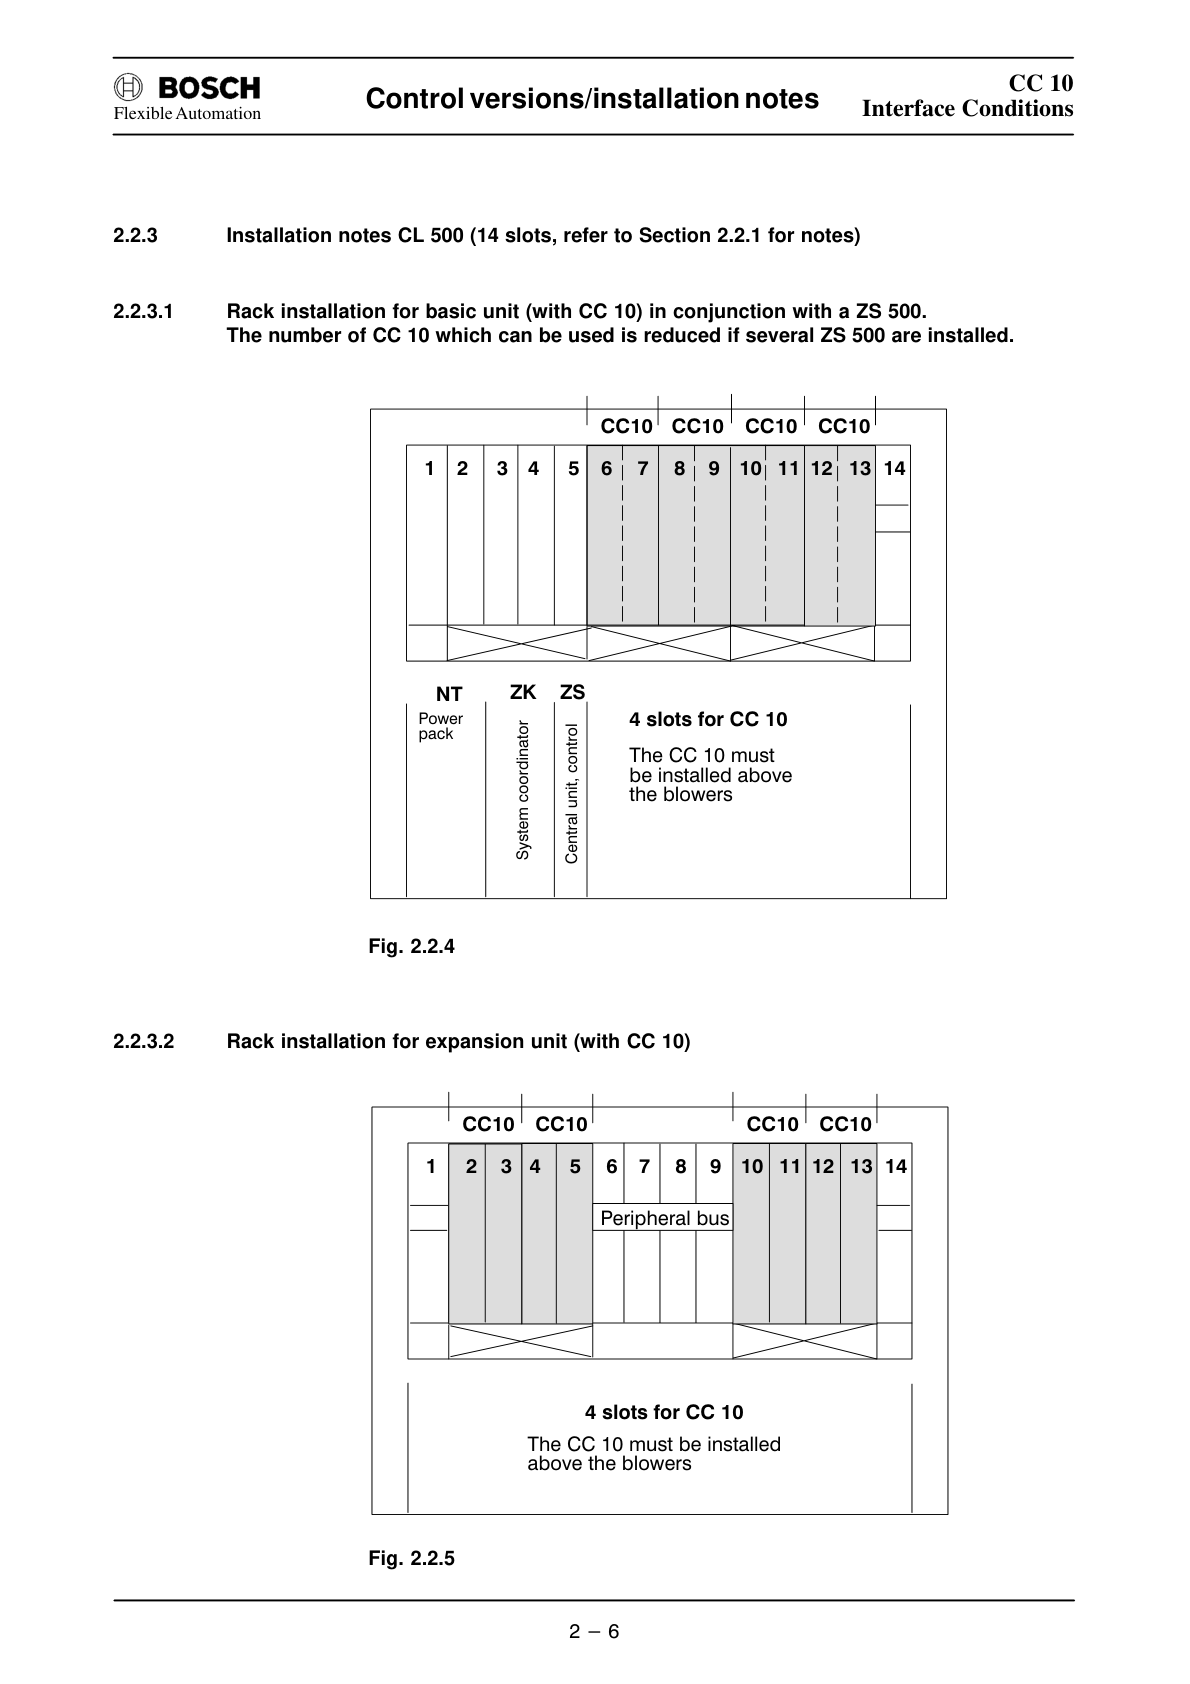 BOSCH
Flexible Automation
Control versions/installation notes
CC 10
Interface Conditions
2.2.3 Installation notes CL 500 (14 slots, refer to Section 2.2.1 for notes)
2.2.3.1 Rack installation for basic unit (with CC 10) in conjunction with a ZS 500.
The number of CC 10 which can be used is reduced if several ZS 500 are installed.
CC10 CC10 CC10 CC10
1 2 3 4 5 6 7 8 9 10 11 12 13 14
NT ZK ZS
Power
pack
System coordinator
Central unit, control
4 slots for CC 10
The CC 10 must
be installed above
the blowers
Fig. 2.2.4
2.2.3.2 Rack installation for expansion unit (with CC 10)
CC10 CC10 CC10 CC10
1 2 3 4 5 6 7 8 9 10 11 12 13 14
Peripheral bus
4 slots for CC 10
The CC 10 must be installed
above the blowers
Fig. 2.2.5
2 – 6